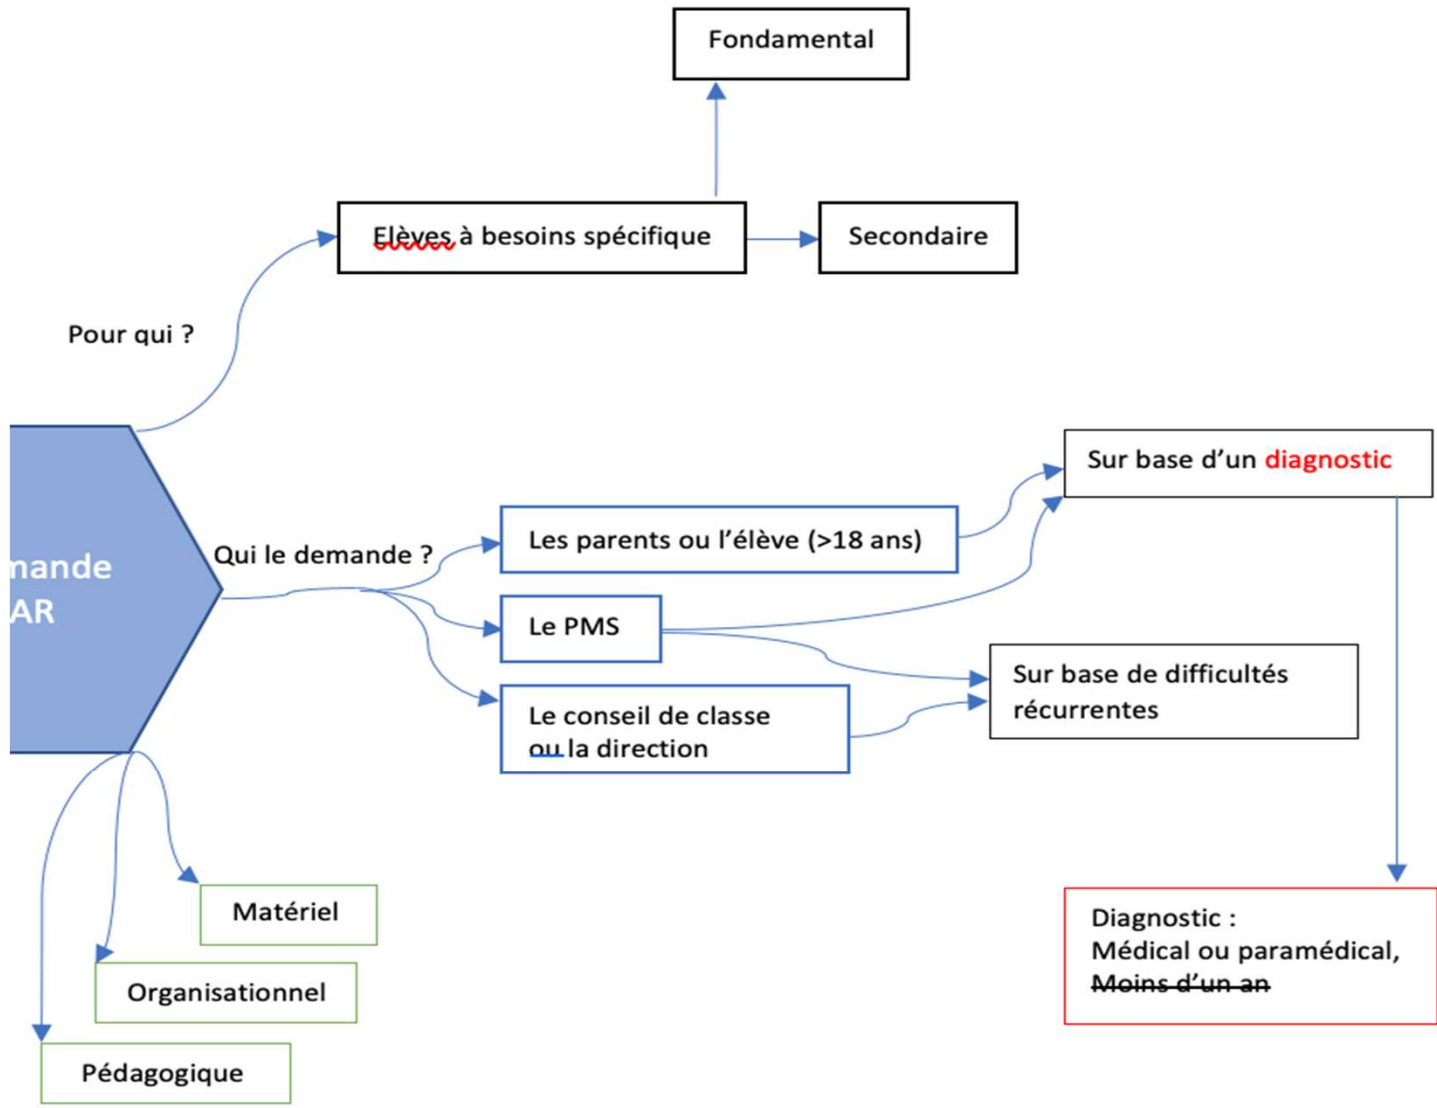 Fondamental
Elèves à besoins spécifique
Secondaire
Pour qui ?
Sur base d’un diagnostic
Qui le demande ?
Les parents ou l’élève (>18 ans)
mande
AR
Le PMS
Sur base de difficultés
récurrentes
Le conseil de classe
ou la direction
Matériel
Organisationnel
Pédagogique
Diagnostic :
Médical ou paramédical,
Moins d’un an